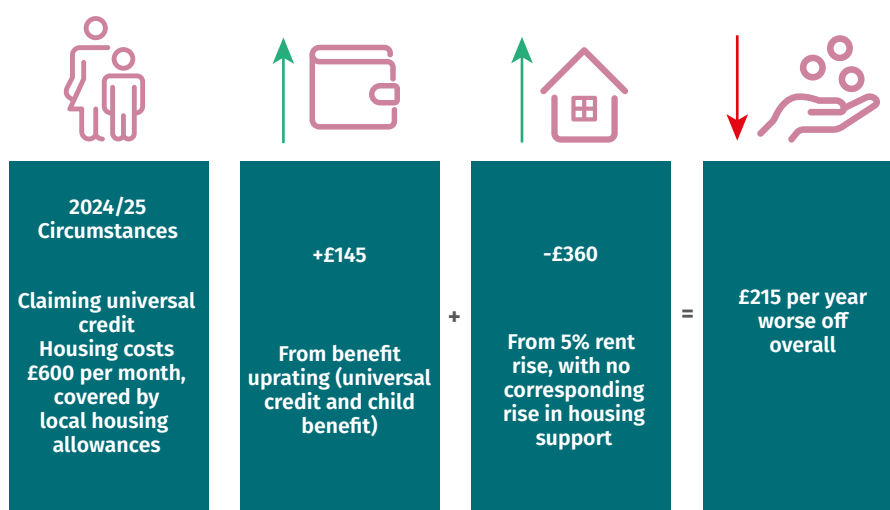 2024/25
Circumstances
Claiming universal
credit
Housing costs
£600 per month,
covered by
local housing
allowances
+£145
From benefit
uprating (universal
credit and child
benefit)
+
-£360
From 5% rent
rise, with no
corresponding
rise in housing
support
=
£215 per year
worse off
overall